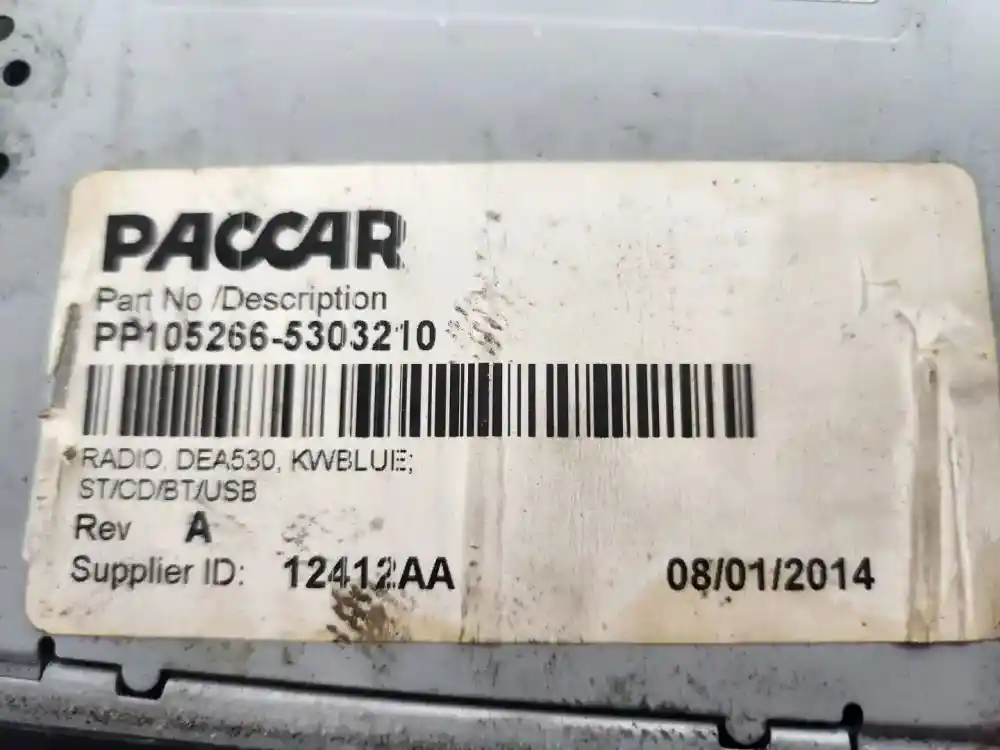 PACCAR
Part No /Description
PP105266-5303210
RADIO, DEA530, KWBLUE;
ST/CD/BT/USB
Rev A
Supplier ID: 12412AA 08/01/2014